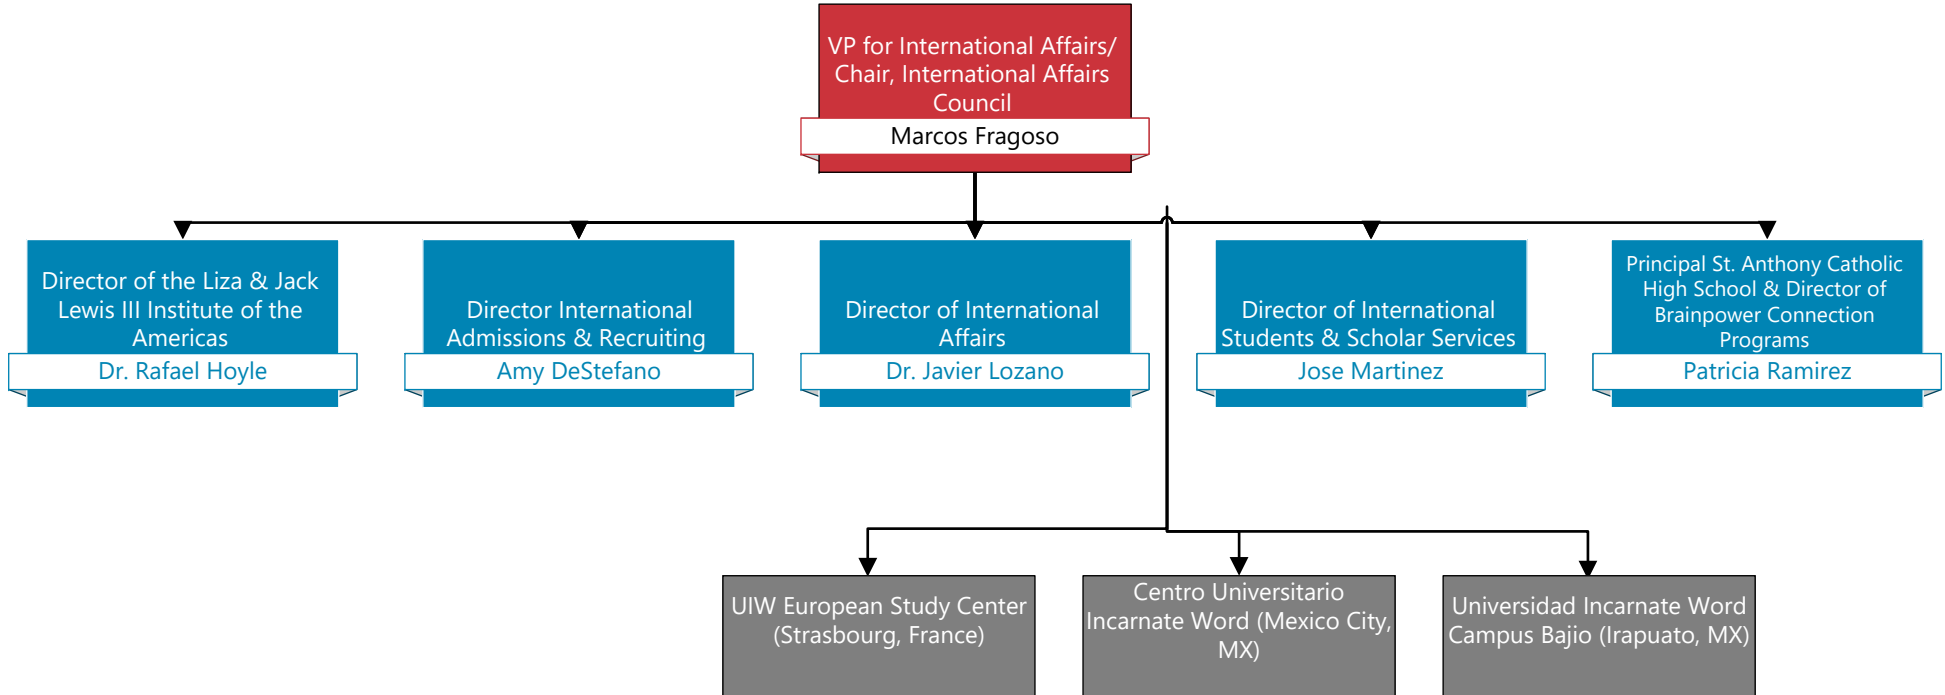 VP for International Affairs/
Chair, International Affairs
Council
Marcos Fragoso
Director of the Liza & Jack
Lewis III Institute of the
Americas
Dr. Rafael Hoyle
Director International
Admissions & Recruiting
Amy DeStefano
Director of International
Affairs
Dr. Javier Lozano
Director of International
Students & Scholar Services
Jose Martinez
Principal St. Anthony Catholic
High School & Director of
Brainpower Connection
Programs
Patricia Ramirez
UIW European Study Center
(Strasbourg, France)
Centro Universitario
Incarnate Word (Mexico City,
MX)
Universidad Incarnate Word
Campus Bajio (Irapuato, MX)